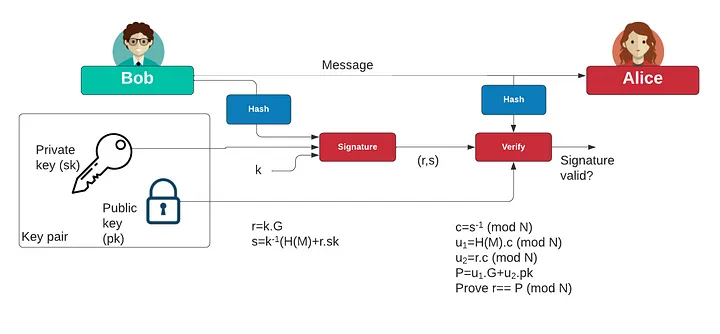 Bob
Message
Alice
Hash
Hash
Private
key (sk)
Signature
Verify
k
(r,s)
Signature
valid?
Public
key
(pk)
Key pair
r=k.G
s=k⁻¹(H(M)+r.sk
c=s⁻¹ (mod N)
u₁=H(M).c (mod N)
u₂=r.c (mod N)
P=u₁.G+u₂.pk
Prove r== P (mod N)